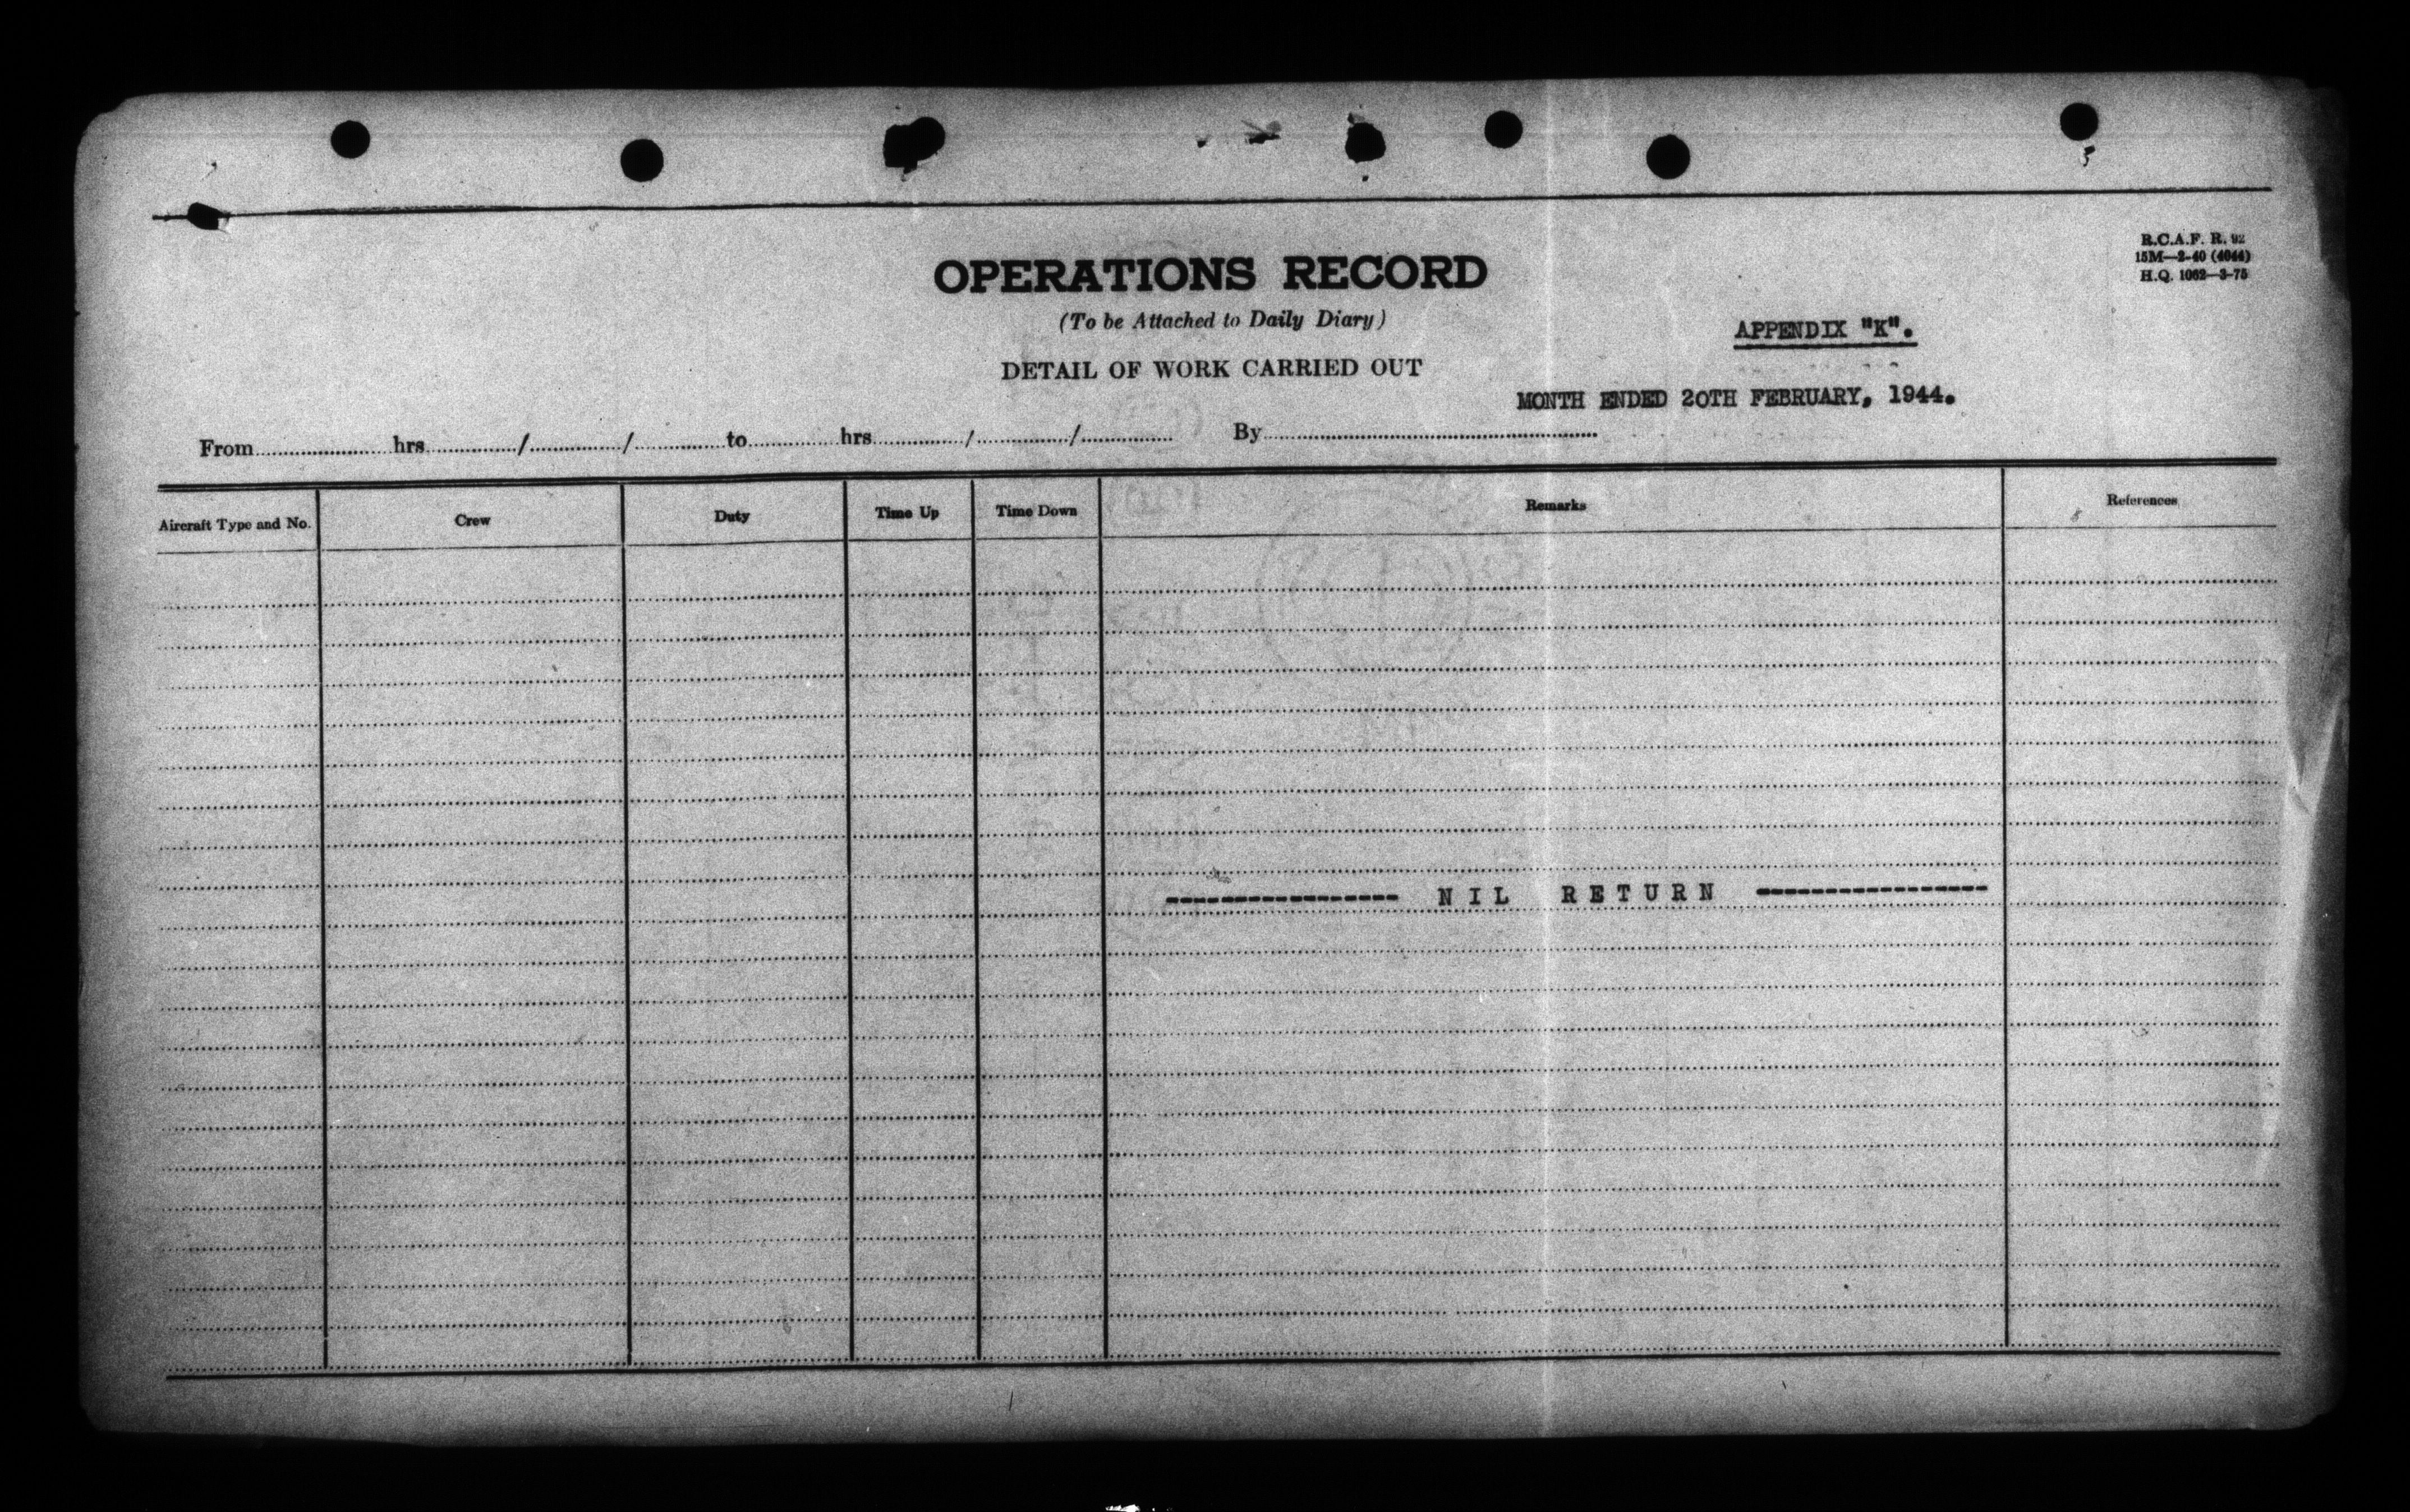 R.C.A.F. R. 92
15M—2-40 (4044)
H.Q. 1062—3-75
OPERATIONS RECORD
(To be Attached to Daily Diary)
APPENDIX "K".
DETAIL OF WORK CARRIED OUT
MONTH ENDED 20TH FEBRUARY, 1944.
From........................hrs................/................/................to................hrs................/................/................ By................................................
Aircraft Type and No. Crew Duty Time Up Time Down Remarks References
----------------- NIL RETURN -----------------